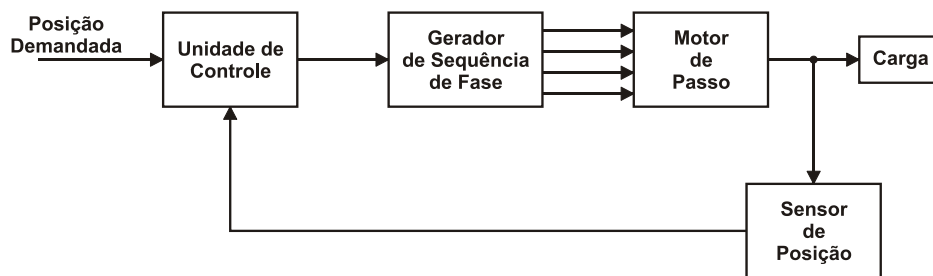 Posição
Demandada
Unidade de
Controle
Gerador
de Sequência
de Fase
Motor
de
Passo
Carga
Sensor
de
Posição